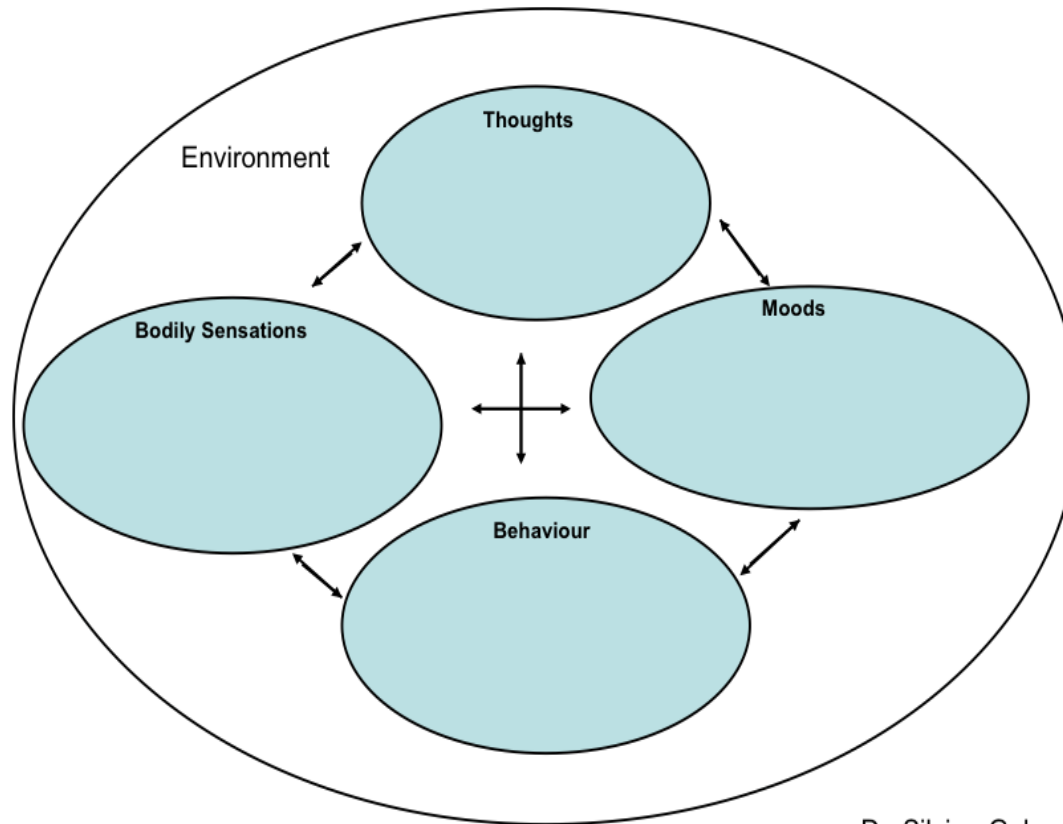 Thoughts
Environment
Moods
Bodily Sensations
Behaviour